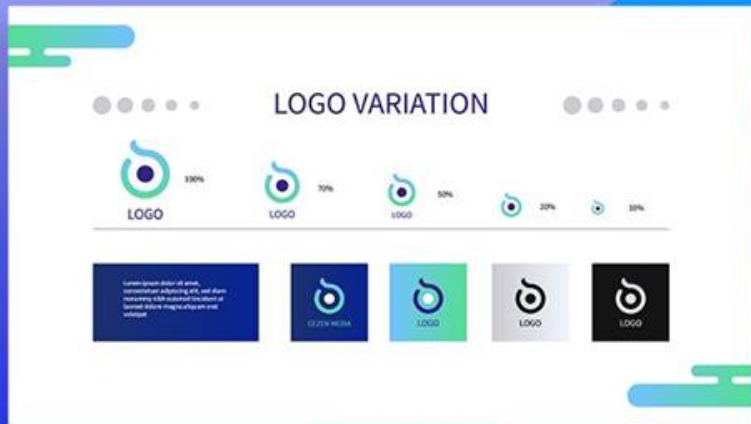 LOGO VARIATION
100%
70%
50%
20%
10%
LOGO
LOGO
LOGO
Lorem ipsum dolor sit amet,
consectetuer adipiscing elit, sed diam
nonummy nibh euismod tincidunt ut
laoreet dolore magna aliquam erat
volutpat
CEZEN MEDIA
LOGO
LOGO
LOGO